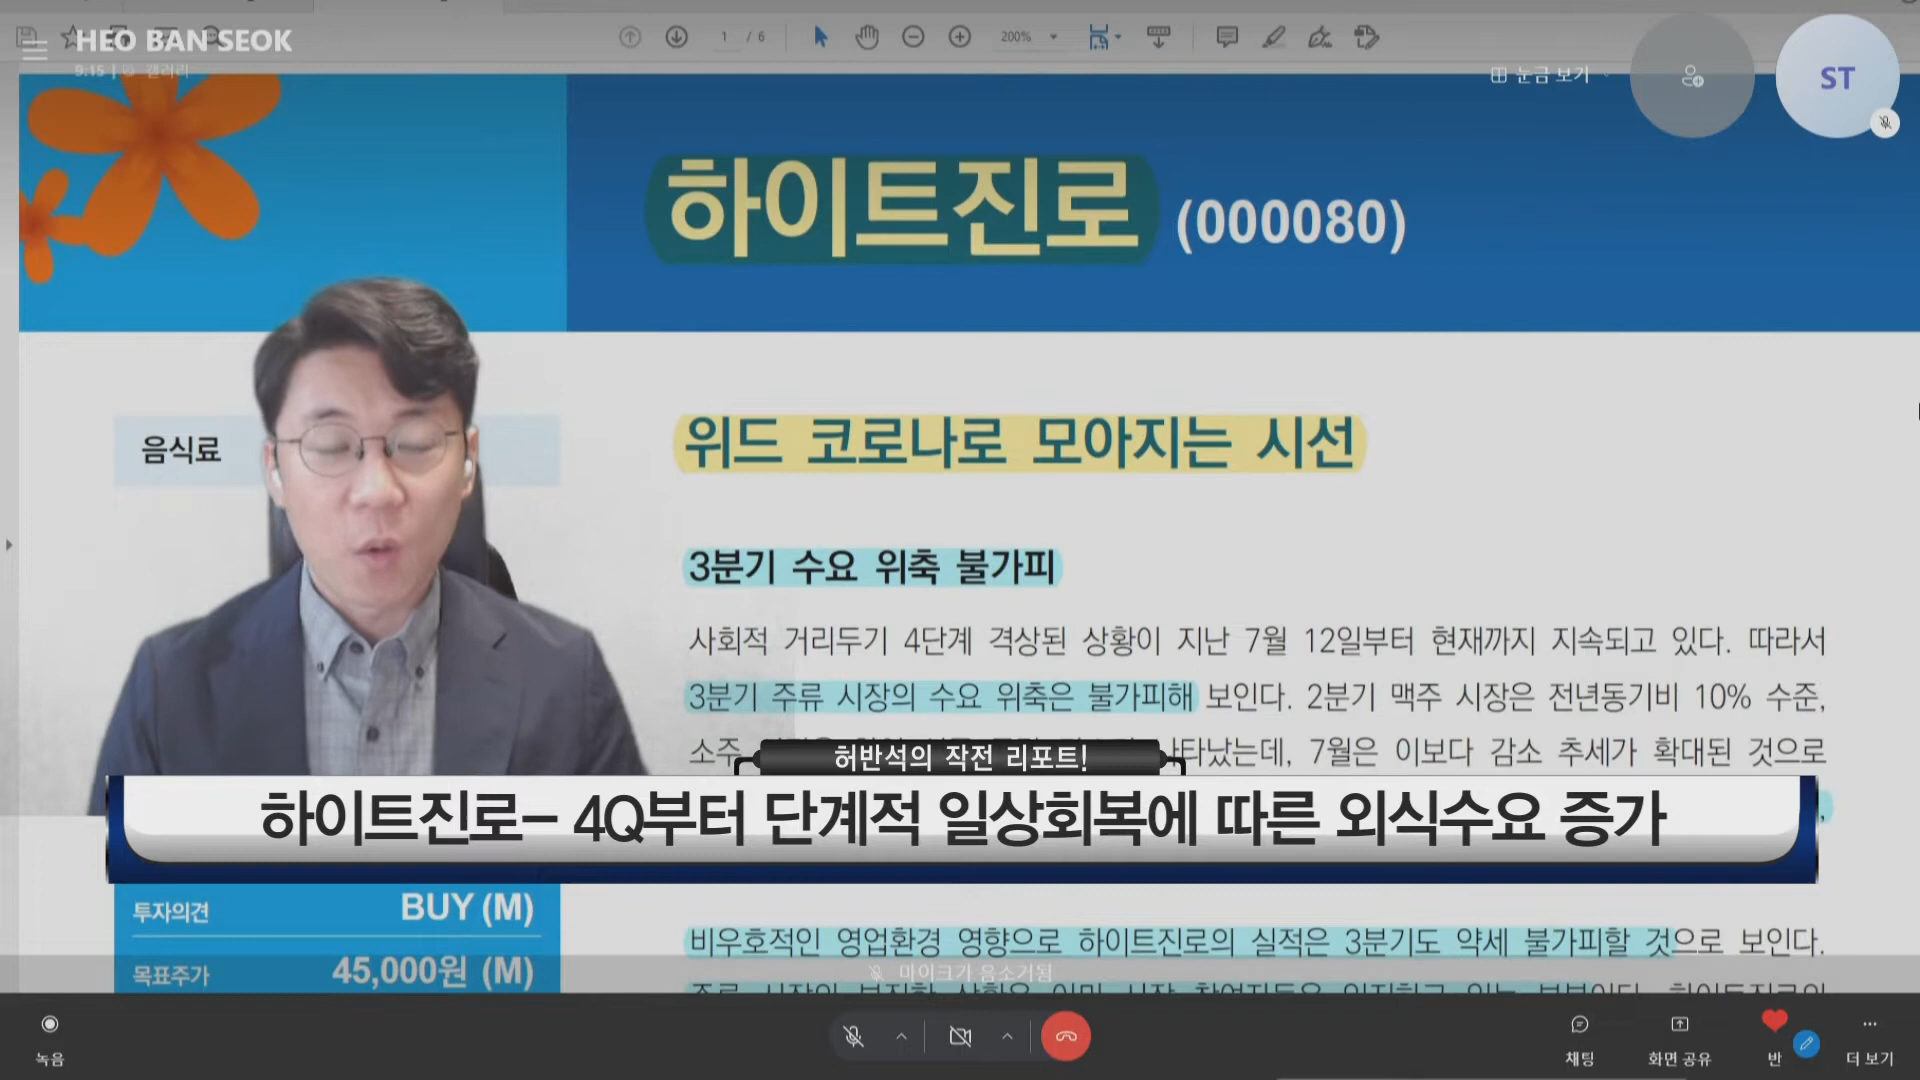 HEO BAN SEOK
9:15 | 갤러리
1 / 6
200%
눈금 보기
ST
하이트진로 (000080)
음식료
위드 코로나로 모아지는 시선
3분기 수요 위축 불가피
사회적 거리두기 4단계 격상된 상황이 지난 7월 12일부터 현재까지 지속되고 있다. 따라서
3분기 주류 시장의 수요 위축은 불가피해 보인다. 2분기 맥주 시장은 전년동기비 10% 수준,
소주 나타났는데, 7월은 이보다 감소 추세가 확대된 것으로
허반석의 작전 리포트!
하이트진로- 4Q부터 단계적 일상회복에 따른 외식수요 증가
투자의견 BUY (M)
목표주가 45,000원 (M)
비우호적인 영업환경 영향으로 하이트진로의 실적은 3분기도 약세 불가피할 것으로 보인다.
마이크가 음소거됨
녹음
채팅
화면 공유
반
더 보기